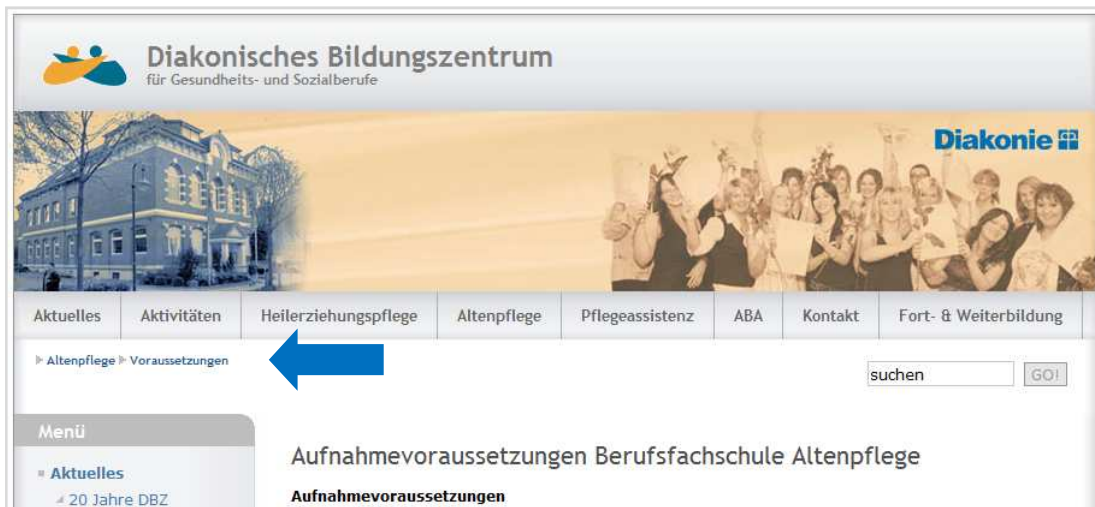 Diakonisches Bildungszentrum
für Gesundheits- und Sozialberufe
Diakonie
Aktuelles Aktivitäten Heilerziehungspflege Altenpflege Pflegeassistenz ABA Kontakt Fort- & Weiterbildung
Altenpflege Voraussetzungen
suchen GO!
Menü
Aufnahmevoraussetzungen Berufsfachschule Altenpflege
Aktuelles
20 Jahre DBZ
Aufnahmevoraussetzungen